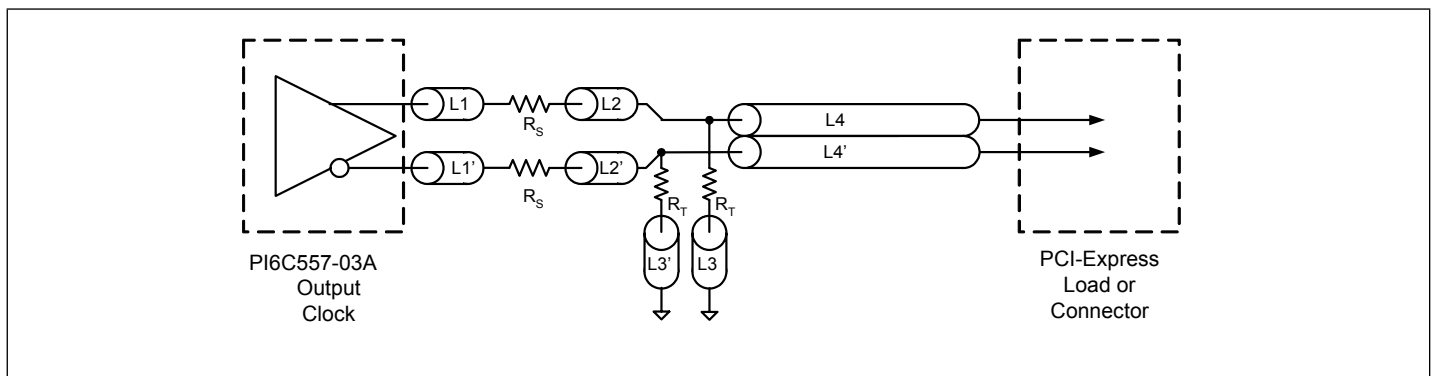 L1
R_S
L2
L4
L1'
R_S
L2'
L4'
R_T
R_T
L3'
L3
PI6C557-03A
Output
Clock
PCI-Express
Load or
Connector